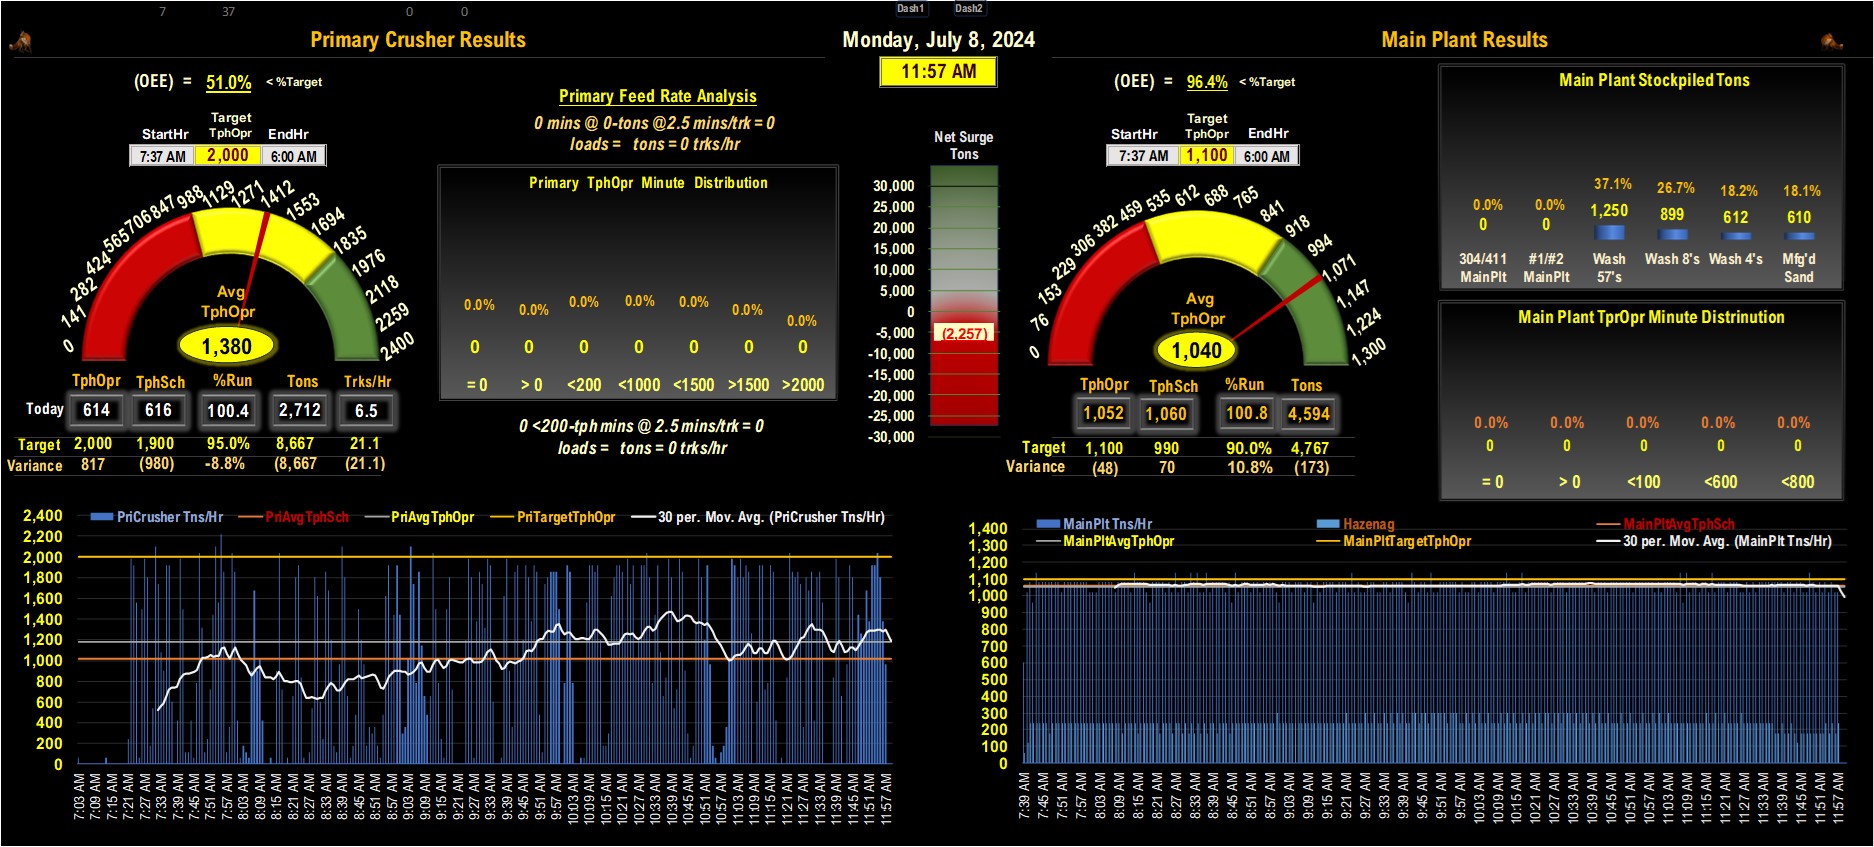 7 37 0 0 Dash1 Dash2
Primary Crusher Results
Monday, July 8, 2024
11:57 AM
Main Plant Results
(OEE) = 51.0% < %Target
Target
StartHr TphOpr EndHr
7:37 AM 2,000 6:00 AM
0 141 282 424 565 706 847 988 1129 1271 1412 1553 1694 1835 1976 2118 2259 2400
Avg
TphOpr
1,380
TphOpr TphSch %Run Tons Trks/Hr
Today 614 616 100.4 2,712 6.5
Target 2,000 1,900 95.0% 8,667 21.1
Variance 817 (980) -8.8% (8,667 (21.1)
Primary Feed Rate Analysis
0 mins @ 0-tons @2.5 mins/trk = 0
loads = tons = 0 trks/hr
Primary TphOpr Minute Distribution
0.0% 0.0% 0.0% 0.0% 0.0% 0.0% 0.0%
0 0 0 0 0 0 0
= 0 > 0 <200 <1000 <1500 >1500 >2000
0 <200-tph mins @ 2.5 mins/trk = 0
loads = tons = 0 trks/hr
Net Surge
Tons
30,000
25,000
20,000
15,000
10,000
5,000
0
-5,000
(2,257)
-10,000
-15,000
-20,000
-25,000
-30,000
(OEE) = 96.4% < %Target
Target
StartHr TphOpr EndHr
7:37 AM 1,100 6:00 AM
0 76 153 229 306 382 459 535 612 688 765 841 918 994 1,071 1,147 1,224 1,300
Avg
TphOpr
1,040
TphOpr TphSch %Run Tons
1,052 1,060 100.8 4,594
Target 1,100 990 90.0% 4,767
Variance (48) 70 10.8% (173)
Main Plant Stockpiled Tons
0.0% 0.0% 37.1% 26.7% 18.2% 18.1%
0 0 1,250 899 612 610
304/411 #1/#2 Wash Wash 8's Wash 4's Mfg'd
MainPlt MainPlt 57's Sand
Main Plant TprOpr Minute Distrinution
0.0% 0.0% 0.0% 0.0% 0.0%
0 0 0 0 0
= 0 > 0 <100 <600 <800
PriCrusher Tns/Hr PriAvgTphSch PriAvgTphOpr PriTargetTphOpr 30 per. Mov. Avg. (PriCrusher Tns/Hr)
2,400
2,200
2,000
1,800
1,600
1,400
1,200
1,000
800
600
400
200
0
7:03 AM 7:09 AM 7:15 AM 7:21 AM 7:27 AM 7:33 AM 7:39 AM 7:45 AM 7:51 AM 7:57 AM 8:03 AM 8:09 AM 8:15 AM 8:21 AM 8:27 AM 8:33 AM 8:39 AM 8:45 AM 8:51 AM 8:57 AM 9:03 AM 9:09 AM 9:15 AM 9:21 AM 9:27 AM 9:33 AM 9:39 AM 9:45 AM 9:51 AM 9:57 AM 10:03 AM 10:09 AM 10:15 AM 10:21 AM 10:27 AM 10:33 AM 10:39 AM 10:45 AM 10:51 AM 10:57 AM 11:03 AM 11:09 AM 11:15 AM 11:21 AM 11:27 AM 11:33 AM 11:39 AM 11:45 AM 11:51 AM 11:57 AM
MainPlt Tns/Hr Hazenag MainPltAvgTphSch
MainPltAvgTphOpr MainPltTargetTphOpr 30 per. Mov. Avg. (MainPlt Tns/Hr)
1,400
1,300
1,200
1,100
1,000
900
800
700
600
500
400
300
200
100
0
7:39 AM 7:45 AM 7:51 AM 7:57 AM 8:03 AM 8:09 AM 8:15 AM 8:21 AM 8:27 AM 8:33 AM 8:39 AM 8:45 AM 8:51 AM 8:57 AM 9:03 AM 9:09 AM 9:15 AM 9:21 AM 9:27 AM 9:33 AM 9:39 AM 9:45 AM 9:51 AM 9:57 AM 10:03 AM 10:09 AM 10:15 AM 10:21 AM 10:27 AM 10:33 AM 10:39 AM 10:45 AM 10:51 AM 10:57 AM 11:03 AM 11:09 AM 11:15 AM 11:21 AM 11:27 AM 11:33 AM 11:39 AM 11:45 AM 11:51 AM 11:57 AM